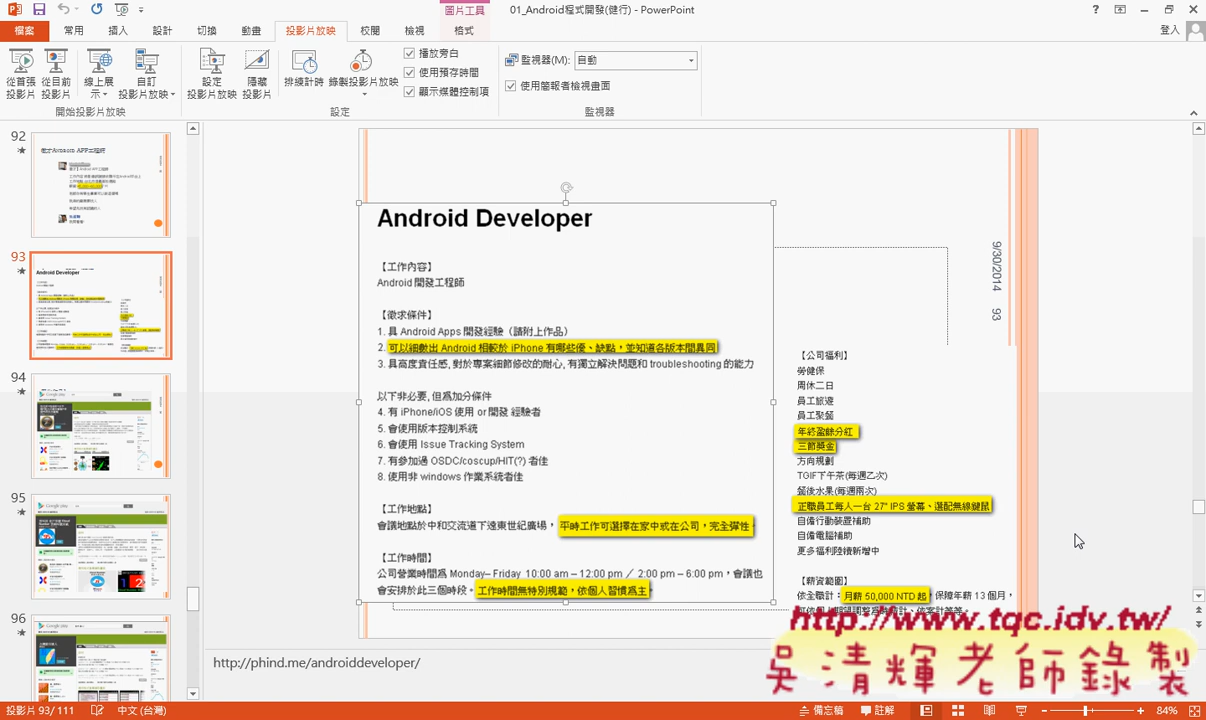 圖片工具
01_Android程式開發(健行) - PowerPoint
檔案
常用
插入
設計
切換
動畫
投影片放映
校閱
檢視
格式
登入
從首張
投影片
從目前
投影片
線上展
示
自訂
投影片放映
設定
投影片放映
隱藏
投影片
排練計時
錄製投影片放映
播放旁白
使用預存時間
顯示媒體控制項
監視器(M):
自動
使用簡報者檢視畫面
開始投影片放映
設定
監視器
92
93
94
95
96
Android Developer
【工作內容】
Android 開發工程師
【徵求條件】
1. 具 Android Apps 開發經驗（請附上作品）
2. 可以細數出 Android 相較於 iPhone 有哪些優、缺點，並知道各版本間異同
3. 具高度責任感, 對於專案細節修改的耐心, 有獨立解決問題和 troubleshooting 的能力
以下非必要, 但為加分條件
4. 有 iPhone/iOS 使用 or 開發 經驗者
5. 會使用版本控制系統
6. 會使用 Issue Tracking System
7. 有參加過 OSDC/coscup/HIT(?) 者佳
8. 使用非 windows 作業系統者佳
【工作地點】
會議地點於中和交流道下遠東世紀廣場，平時工作可選擇在家中或在公司，完全彈性
【工作時間】
公司營業時間為 Monday– Friday 10:00 am – 12:00 pm ／ 2:00 pm – 6:00 pm，會議也
會安排於此三個時段。工作時間無特別規範，依個人習慣為主
9/30/2014
93
【公司福利】
勞健保
周休二日
員工旅遊
員工聚餐
年終盈餘分紅
三節獎金
方向規劃
TGIF下午茶(每週乙次)
餐後水果(每週兩次)
正職員工每人一台 27" IPS 螢幕、選配無線鍵鼠
自備行動裝置補助
自備電腦補助
更多福利陸續新增中
【薪資範圍】
依全職計：月薪 50,000 NTD 起，保障年薪 13 個月，
http://www.tqc.idv.tw/
吳清輝老師錄製
http://phind.me/androiddeveloper/
投影片 93/ 111
中文 (台灣)
備忘稿
註解
84%